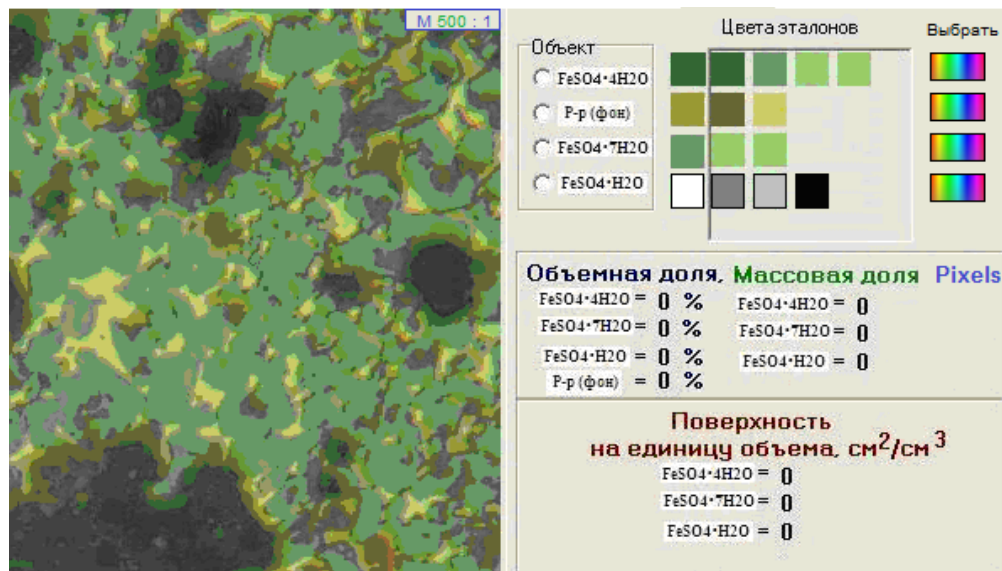 M 500 : 1
Цвета эталонов
Выбрать
Объект
FeSO4·4H2O
Р-р (фон)
FeSO4·7H2O
FeSO4·H2O
Объемная доля, Массовая доля Pixels
FeSO4·4H2O = 0 % FeSO4·4H2O = 0
FeSO4·7H2O = 0 % FeSO4·7H2O = 0
FeSO4·H2O = 0 % FeSO4·H2O = 0
Р-р (фон) = 0 %
Поверхность
на единицу объема, см²/см³
FeSO4·4H2O = 0
FeSO4·7H2O = 0
FeSO4·H2O = 0